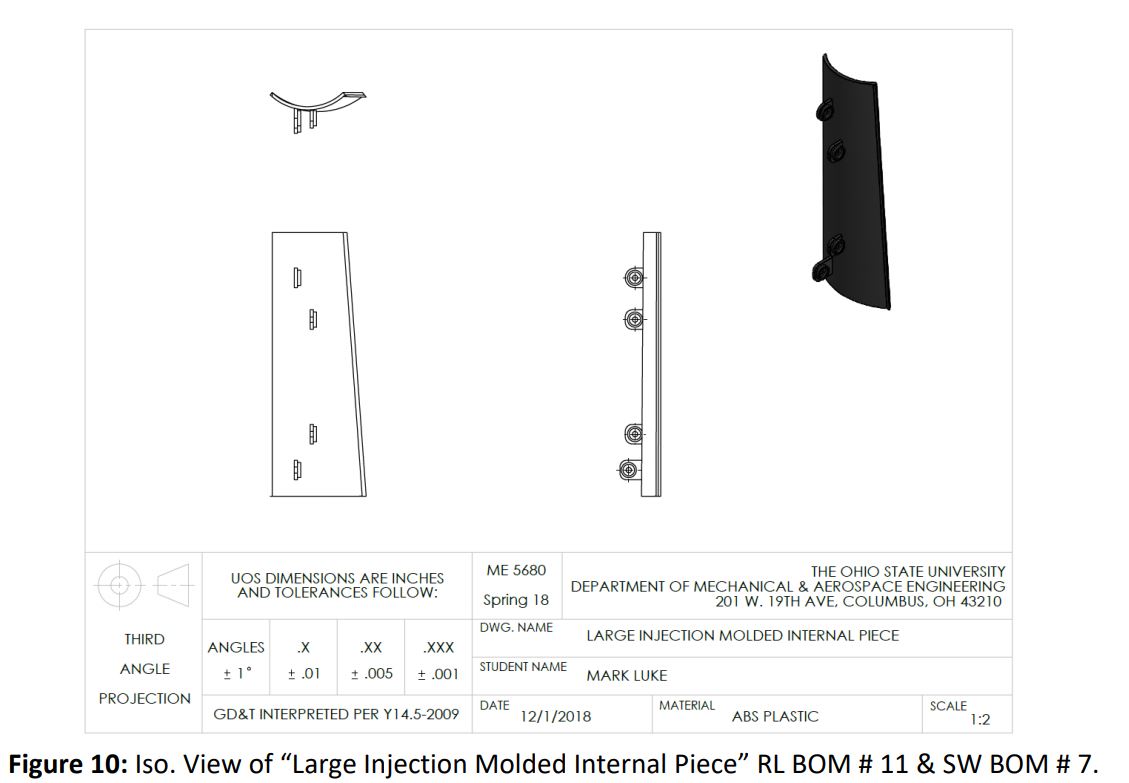 THIRD
ANGLE
PROJECTION
UOS DIMENSIONS ARE INCHES
AND TOLERANCES FOLLOW:
ANGLES .X .XX .XXX
± 1° ± .01 ± .005 ± .001
GD&T INTERPRETED PER Y14.5-2009
ME 5680
Spring 18
THE OHIO STATE UNIVERSITY
DEPARTMENT OF MECHANICAL & AEROSPACE ENGINEERING
201 W. 19TH AVE, COLUMBUS, OH 43210
DWG. NAME LARGE INJECTION MOLDED INTERNAL PIECE
STUDENT NAME MARK LUKE
DATE 12/1/2018
MATERIAL ABS PLASTIC
SCALE 1:2
Figure 10: Iso. View of “Large Injection Molded Internal Piece” RL BOM # 11 & SW BOM # 7.